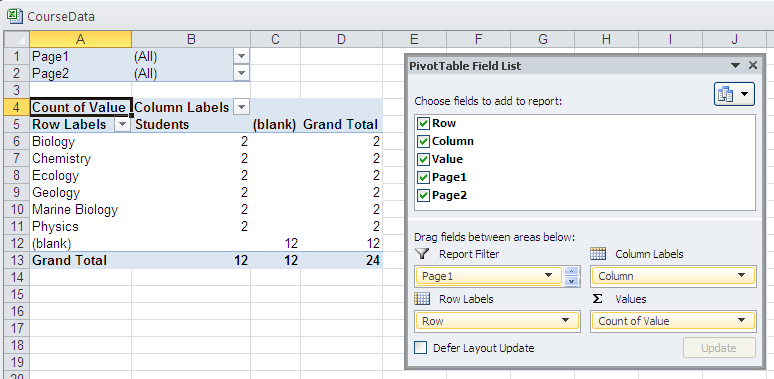 CourseData
A B C D E F G H I J
1 Page1 (All)
2 Page2 (All)
3
4 Count of Value Column Labels
5 Row Labels Students (blank) Grand Total
6 Biology 2 2
7 Chemistry 2 2
8 Ecology 2 2
9 Geology 2 2
10 Marine Biology 2 2
11 Physics 2 2
12 (blank) 12 12
13 Grand Total 12 12 24
14
15
16
17
18
19
20
PivotTable Field List
Choose fields to add to report:
Row
Column
Value
Page1
Page2
Drag fields between areas below:
Report Filter Column Labels
Page1 Column
Row Labels Σ Values
Row Count of Value
Defer Layout Update Update